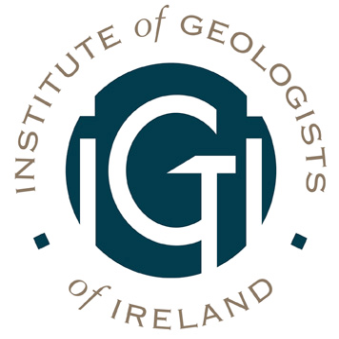 INSTITUTE of GEOLOGISTS
of IRELAND
IGI